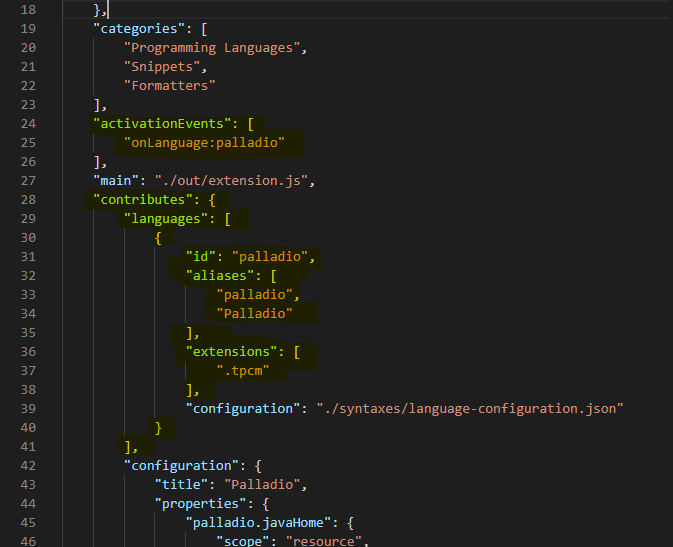 18 },
19 "categories": [
20 "Programming Languages",
21 "Snippets",
22 "Formatters"
23 ],
24 "activationEvents": [
25 "onLanguage:palladio"
26 ],
27 "main": "./out/extension.js",
28 "contributes": {
29 "languages": [
30 {
31 "id": "palladio",
32 "aliases": [
33 "palladio",
34 "Palladio"
35 ],
36 "extensions": [
37 ".tpcm"
38 ],
39 "configuration": "./syntaxes/language-configuration.json"
40 }
41 ],
42 "configuration": {
43 "title": "Palladio",
44 "properties": {
45 "palladio.javaHome": {
46 "scope": "resource",